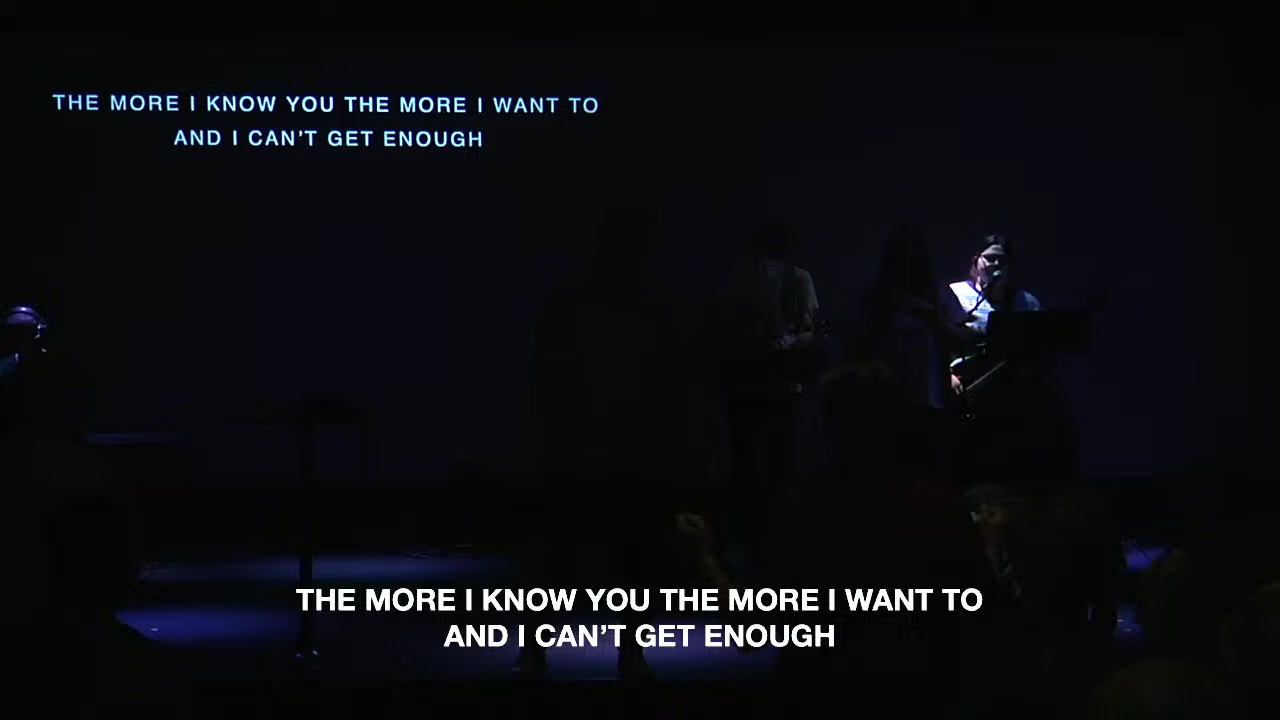 THE MORE I KNOW YOU THE MORE I WANT TO
AND I CAN'T GET ENOUGH
THE MORE I KNOW YOU THE MORE I WANT TO
AND I CAN'T GET ENOUGH